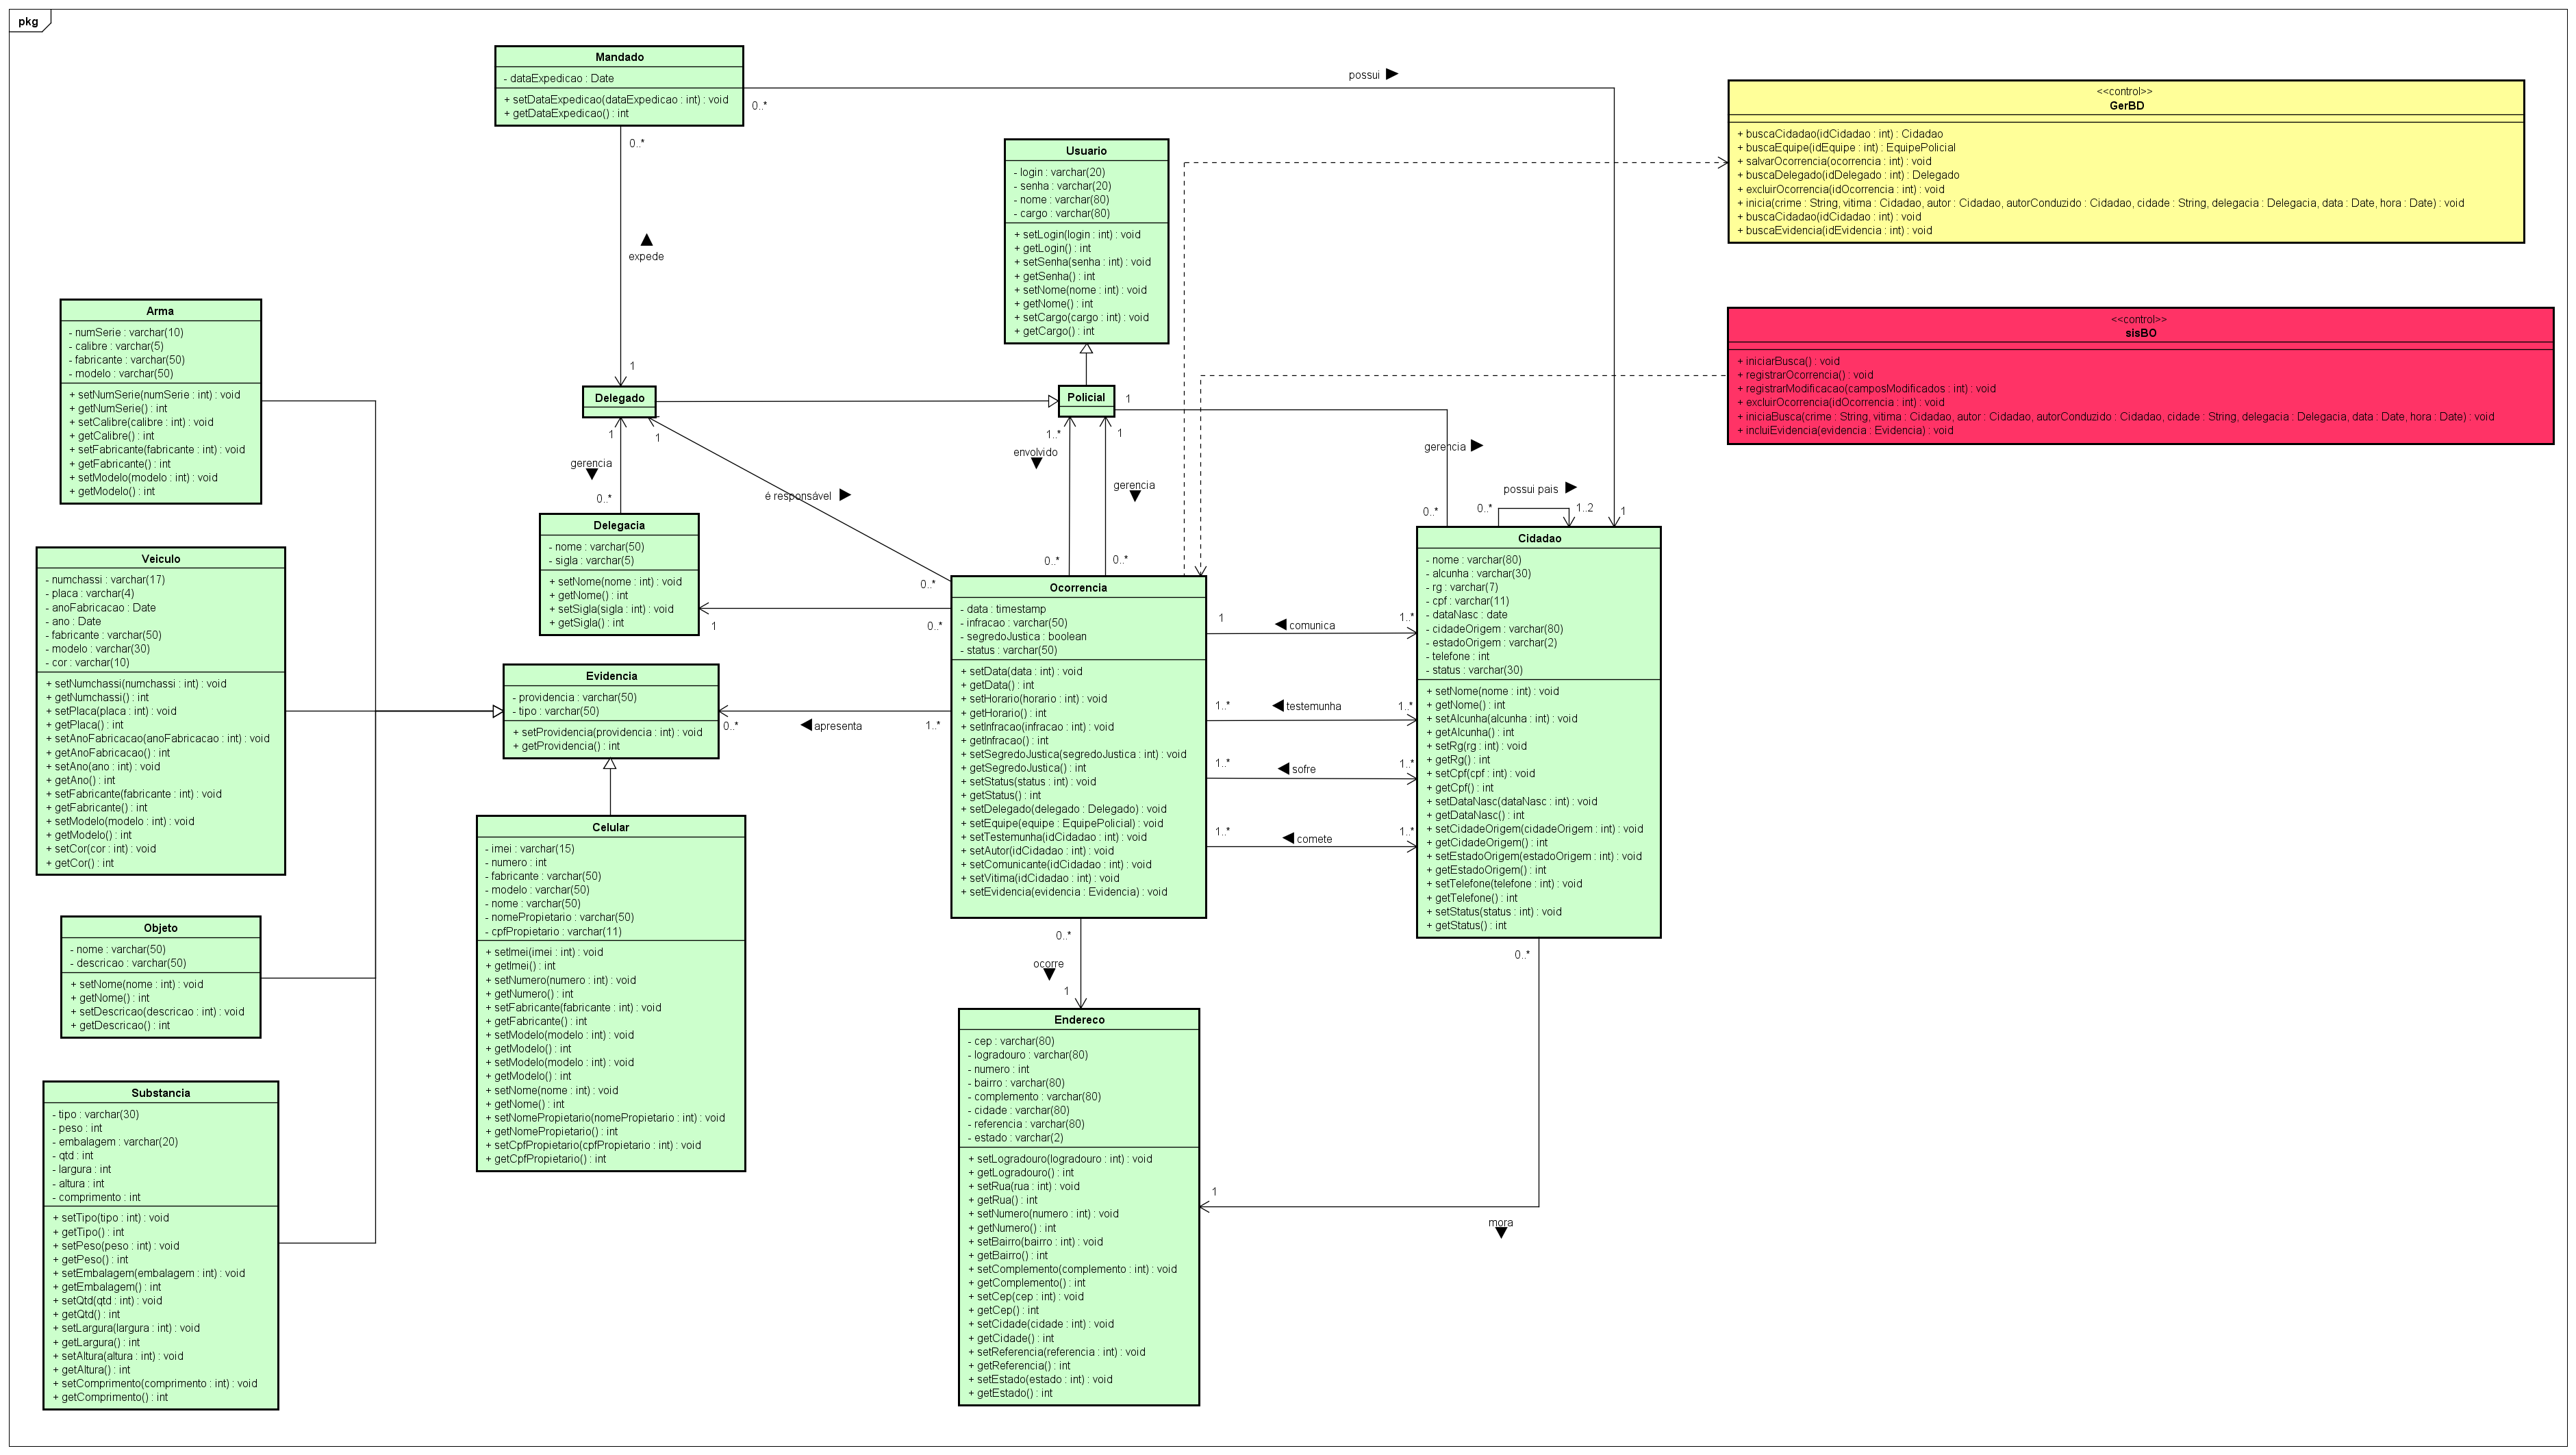 pkg
Mandado
- dataExpedicao : Date
+ setDataExpedicao(dataExpedicao : int) : void
+ getDataExpedicao() : int
0..*
possui
0..*
expede
1
Usuario
- login : varchar(20)
- senha : varchar(20)
- nome : varchar(80)
- cargo : varchar(80)
+ setLogin(login : int) : void
+ getLogin() : int
+ setSenha(senha : int) : void
+ getSenha() : int
+ setNome(nome : int) : void
+ getNome() : int
+ setCargo(cargo : int) : void
+ getCargo() : int
<<control>>
GerBD
+ buscaCidadao(idCidadao : int) : Cidadao
+ buscaEquipe(idEquipe : int) : EquipePolicial
+ salvarOcorrencia(ocorrencia : int) : void
+ buscaDelegado(idDelegado : int) : Delegado
+ excluirOcorrencia(idOcorrencia : int) : void
+ inicia(crime : String, vitima : Cidadao, autor : Cidadao, autorConduzido : Cidadao, cidade : String, delegacia : Delegacia, data : Date, hora : Date) : void
+ buscaCidadao(idCidadao : int) : void
+ buscaEvidencia(idEvidencia : int) : void
<<control>>
sisBO
+ iniciarBusca() : void
+ registrarOcorrencia() : void
+ registrarModificacao(camposModificados : int) : void
+ excluirOcorrencia(idOcorrencia : int) : void
+ iniciaBusca(crime : String, vitima : Cidadao, autor : Cidadao, autorConduzido : Cidadao, cidade : String, delegacia : Delegacia, data : Date, hora : Date) : void
+ incluiEvidencia(evidencia : Evidencia) : void
Arma
- numSerie : varchar(10)
- calibre : varchar(5)
- fabricante : varchar(50)
- modelo : varchar(50)
+ setNumSerie(numSerie : int) : void
+ getNumSerie() : int
+ setCalibre(calibre : int) : void
+ getCalibre() : int
+ setFabricante(fabricante : int) : void
+ getFabricante() : int
+ setModelo(modelo : int) : void
+ getModelo() : int
Delegado
Policial
1
1
1
gerencia
0..*
é responsável
0..*
1..*
envolvido
0..*
1
gerencia
0..*
gerencia
0..*
possui pais
0..*
1..2
1
Delegacia
- nome : varchar(50)
- sigla : varchar(5)
+ setNome(nome : int) : void
+ getNome() : int
+ setSigla(sigla : int) : void
+ getSigla() : int
1
0..*
Veiculo
- numchassi : varchar(17)
- placa : varchar(4)
- anoFabricacao : Date
- ano : Date
- fabricante : varchar(50)
- modelo : varchar(30)
- cor : varchar(10)
+ setNumchassi(numchassi : int) : void
+ getNumchassi() : int
+ setPlaca(placa : int) : void
+ getPlaca() : int
+ setAnoFabricacao(anoFabricacao : int) : void
+ getAnoFabricacao() : int
+ setAno(ano : int) : void
+ getAno() : int
+ setFabricante(fabricante : int) : void
+ getFabricante() : int
+ setModelo(modelo : int) : void
+ getModelo() : int
+ setCor(cor : int) : void
+ getCor() : int
Evidencia
- providencia : varchar(50)
- tipo : varchar(50)
+ setProvidencia(providencia : int) : void
+ getProvidencia() : int
0..*
apresenta
1..*
Ocorrencia
- data : timestamp
- infracao : varchar(50)
- segredoJustica : boolean
- status : varchar(50)
+ setData(data : int) : void
+ getData() : int
+ setHorario(horario : int) : void
+ getHorario() : int
+ setInfracao(infracao : int) : void
+ getInfracao() : int
+ setSegredoJustica(segredoJustica : int) : void
+ getSegredoJustica() : int
+ setStatus(status : int) : void
+ getStatus() : int
+ setDelegado(delegado : Delegado) : void
+ setEquipe(equipe : EquipePolicial) : void
+ setTestemunha(idCidadao : int) : void
+ setAutor(idCidadao : int) : void
+ setComunicante(idCidadao : int) : void
+ setVitima(idCidadao : int) : void
+ setEvidencia(evidencia : Evidencia) : void
1
comunica
1..*
1..*
testemunha
1..*
1..*
sofre
1..*
1..*
comete
1..*
Cidadao
- nome : varchar(80)
- alcunha : varchar(30)
- rg : varchar(7)
- cpf : varchar(11)
- dataNasc : date
- cidadeOrigem : varchar(80)
- estadoOrigem : varchar(2)
- telefone : int
- status : varchar(30)
+ setNome(nome : int) : void
+ getNome() : int
+ setAlcunha(alcunha : int) : void
+ getAlcunha() : int
+ setRg(rg : int) : void
+ getRg() : int
+ setCpf(cpf : int) : void
+ getCpf() : int
+ setDataNasc(dataNasc : int) : void
+ getDataNasc() : int
+ setCidadeOrigem(cidadeOrigem : int) : void
+ getCidadeOrigem() : int
+ setEstadoOrigem(estadoOrigem : int) : void
+ getEstadoOrigem() : int
+ setTelefone(telefone : int) : void
+ getTelefone() : int
+ setStatus(status : int) : void
+ getStatus() : int
0..*
Celular
- imei : varchar(15)
- numero : int
- fabricante : varchar(50)
- modelo : varchar(50)
- nome : varchar(50)
- nomePropietario : varchar(50)
- cpfPropietario : varchar(11)
+ setImei(imei : int) : void
+ getImei() : int
+ setNumero(numero : int) : void
+ getNumero() : int
+ setFabricante(fabricante : int) : void
+ getFabricante() : int
+ setModelo(modelo : int) : void
+ getModelo() : int
+ setModelo(modelo : int) : void
+ getModelo() : int
+ setNome(nome : int) : void
+ getNome() : int
+ setNomePropietario(nomePropietario : int) : void
+ getNomePropietario() : int
+ setCpfPropietario(cpfPropietario : int) : void
+ getCpfPropietario() : int
Objeto
- nome : varchar(50)
- descricao : varchar(50)
+ setNome(nome : int) : void
+ getNome() : int
+ setDescricao(descricao : int) : void
+ getDescricao() : int
0..*
ocorre
1
Endereco
- cep : varchar(80)
- logradouro : varchar(80)
- numero : int
- bairro : varchar(80)
- complemento : varchar(80)
- cidade : varchar(80)
- referencia : varchar(80)
- estado : varchar(2)
+ setLogradouro(logradouro : int) : void
+ getLogradouro() : int
+ setRua(rua : int) : void
+ getRua() : int
+ setNumero(numero : int) : void
+ getNumero() : int
+ setBairro(bairro : int) : void
+ getBairro() : int
+ setComplemento(complemento : int) : void
+ getComplemento() : int
+ setCep(cep : int) : void
+ getCep() : int
+ setCidade(cidade : int) : void
+ getCidade() : int
+ setReferencia(referencia : int) : void
+ getReferencia() : int
+ setEstado(estado : int) : void
+ getEstado() : int
1
mora
Substancia
- tipo : varchar(30)
- peso : int
- embalagem : varchar(20)
- qtd : int
- largura : int
- altura : int
- comprimento : int
+ setTipo(tipo : int) : void
+ getTipo() : int
+ setPeso(peso : int) : void
+ getPeso() : int
+ setEmbalagem(embalagem : int) : void
+ getEmbalagem() : int
+ setQtd(qtd : int) : void
+ getQtd() : int
+ setLargura(largura : int) : void
+ getLargura() : int
+ setAltura(altura : int) : void
+ getAltura() : int
+ setComprimento(comprimento : int) : void
+ getComprimento() : int